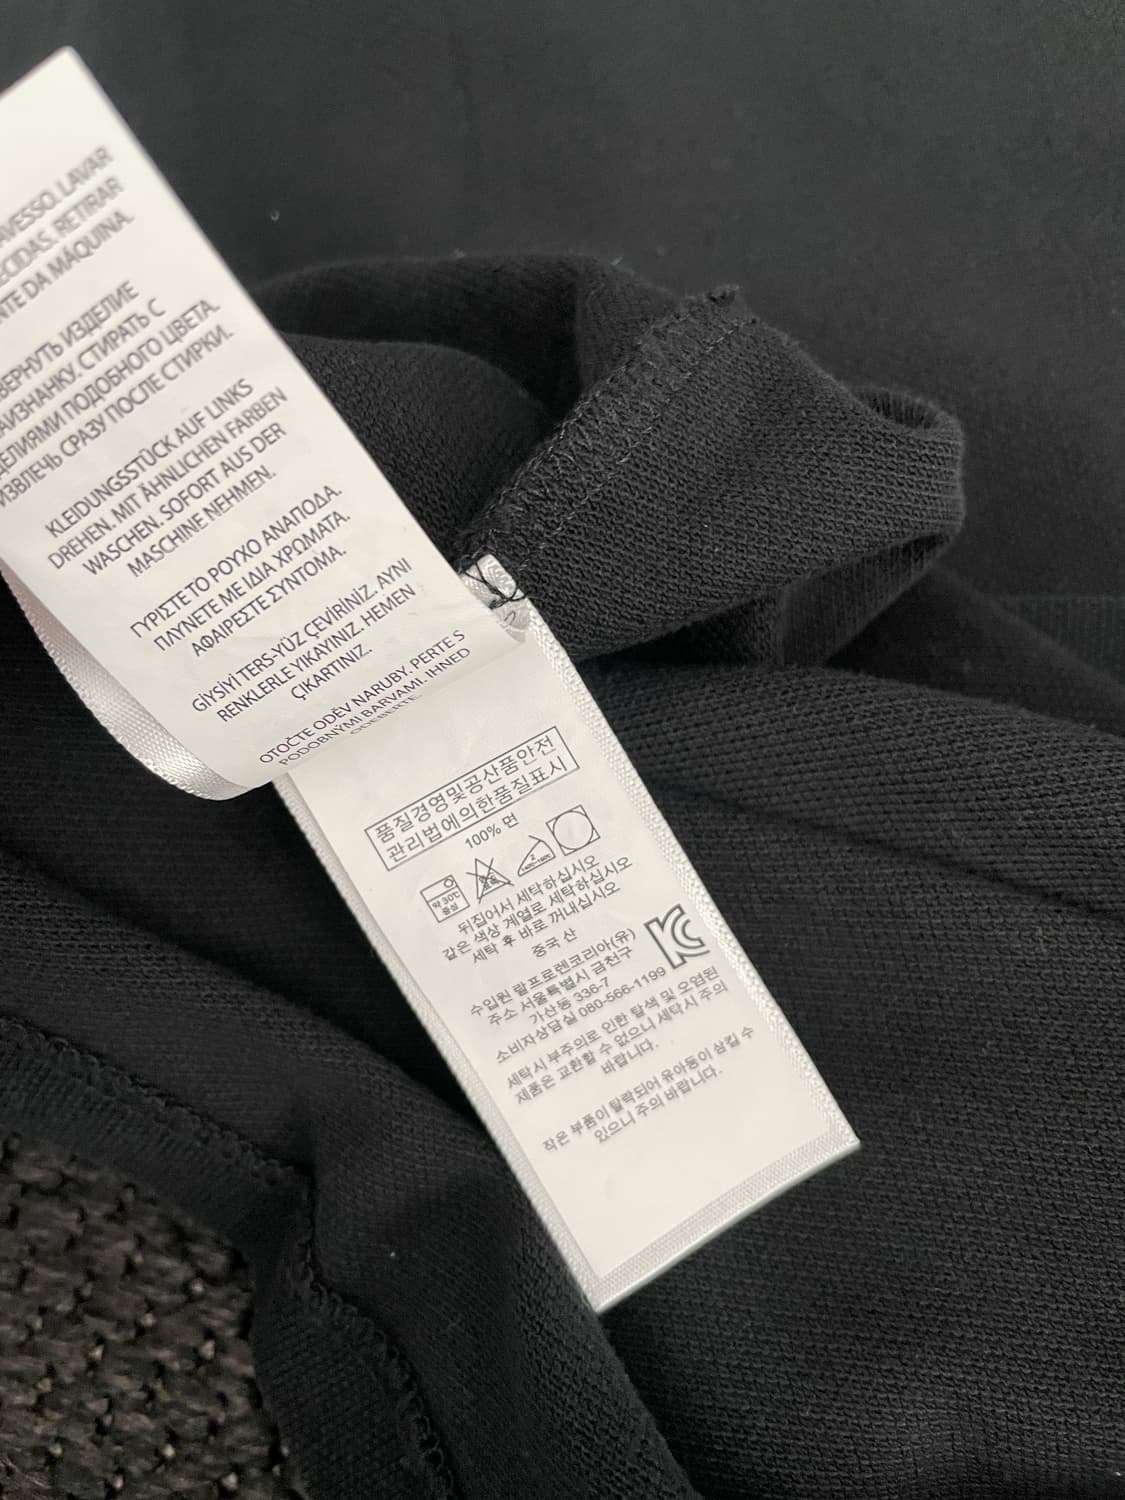 AVESSO. LAVAR
CIDAS. RETIRAR
NTE DA MÁQUINA.
ВЕРНУТЬ ИЗДЕЛИЕ
АИЗНАНКУ. СТИРАТЬ С
ЕЛИЯМИ ПОДОБНОГО ЦВЕТА.
ИЗВЛЕЧЬ СРАЗУ ПОСЛЕ СТИРКИ.
KLEIDUNGSSTÜCK AUF LINKS
DREHEN. MIT ÄHNLICHEN FARBEN
WASCHEN. SOFORT AUS DER
MASCHINE NEHMEN.
ΓΥΡΙΣΤΕ ΤΟ ΡΟΥΧΟ ΑΝΑΠΟΔΑ.
ΠΛΥΝΕΤΕ ΜΕ ΙΔΙΑ ΧΡΩΜΑΤΑ.
ΑΦΑΙΡΕΣΤΕ ΣΥΝΤΟΜΑ.
GİYSİYİ TERS-YÜZ ÇEVİRİNİZ. AYNI
RENKLERLE YIKAYINIZ. HEMEN
ÇIKARTINIZ.
OTOČTE ODĚV NARUBY. PERTE S
PODOBNÝMI BARVAMI. IHNED
품질경영및공산품안전
관리법에의한품질표시
100% 면
약 30℃
중성
뒤집어서 세탁하십시오
같은 색상 계열로 세탁하십시오
세탁 후 바로 꺼내십시오
중국 산
수입원 랄프로렌코리아(유)
주소 서울특별시 금천구
가산동 336-7
소비자상담실 080-566-1199
세탁시 부주의로 인한 탈색 및 오염된
제품은 교환할 수 없으니 세탁시 주의
바랍니다.
작은 부품이 탈락되어 유아동이 삼킬 수
있으니 주의 바랍니다.